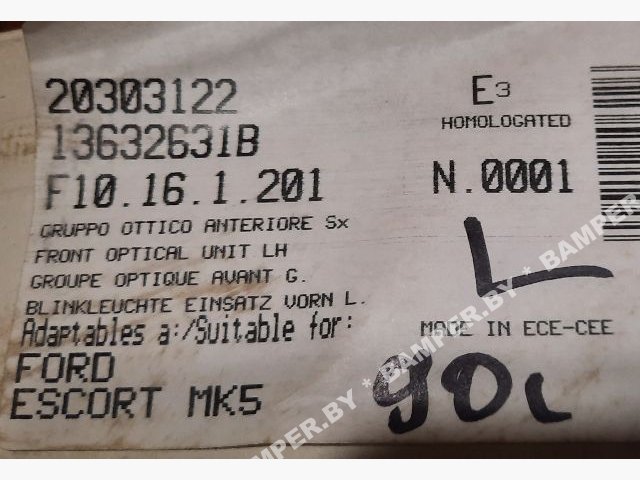 20303122
13632631B
F10.16.1.201
GRUPPO OTTICO ANTERIORE Sx
FRONT OPTICAL UNIT LH
GROUPE OPTIQUE AVANT G.
BLINKLEUCHTE EINSATZ VORN L.
Adaptables a:/Suitable for:
FORD
ESCORT MK5
E3
HOMOLOGATED
N.0001
L
MADE IN ECE-CEE
90L
BAMPER.BY * BAMPER.BY * BAMPER.BY